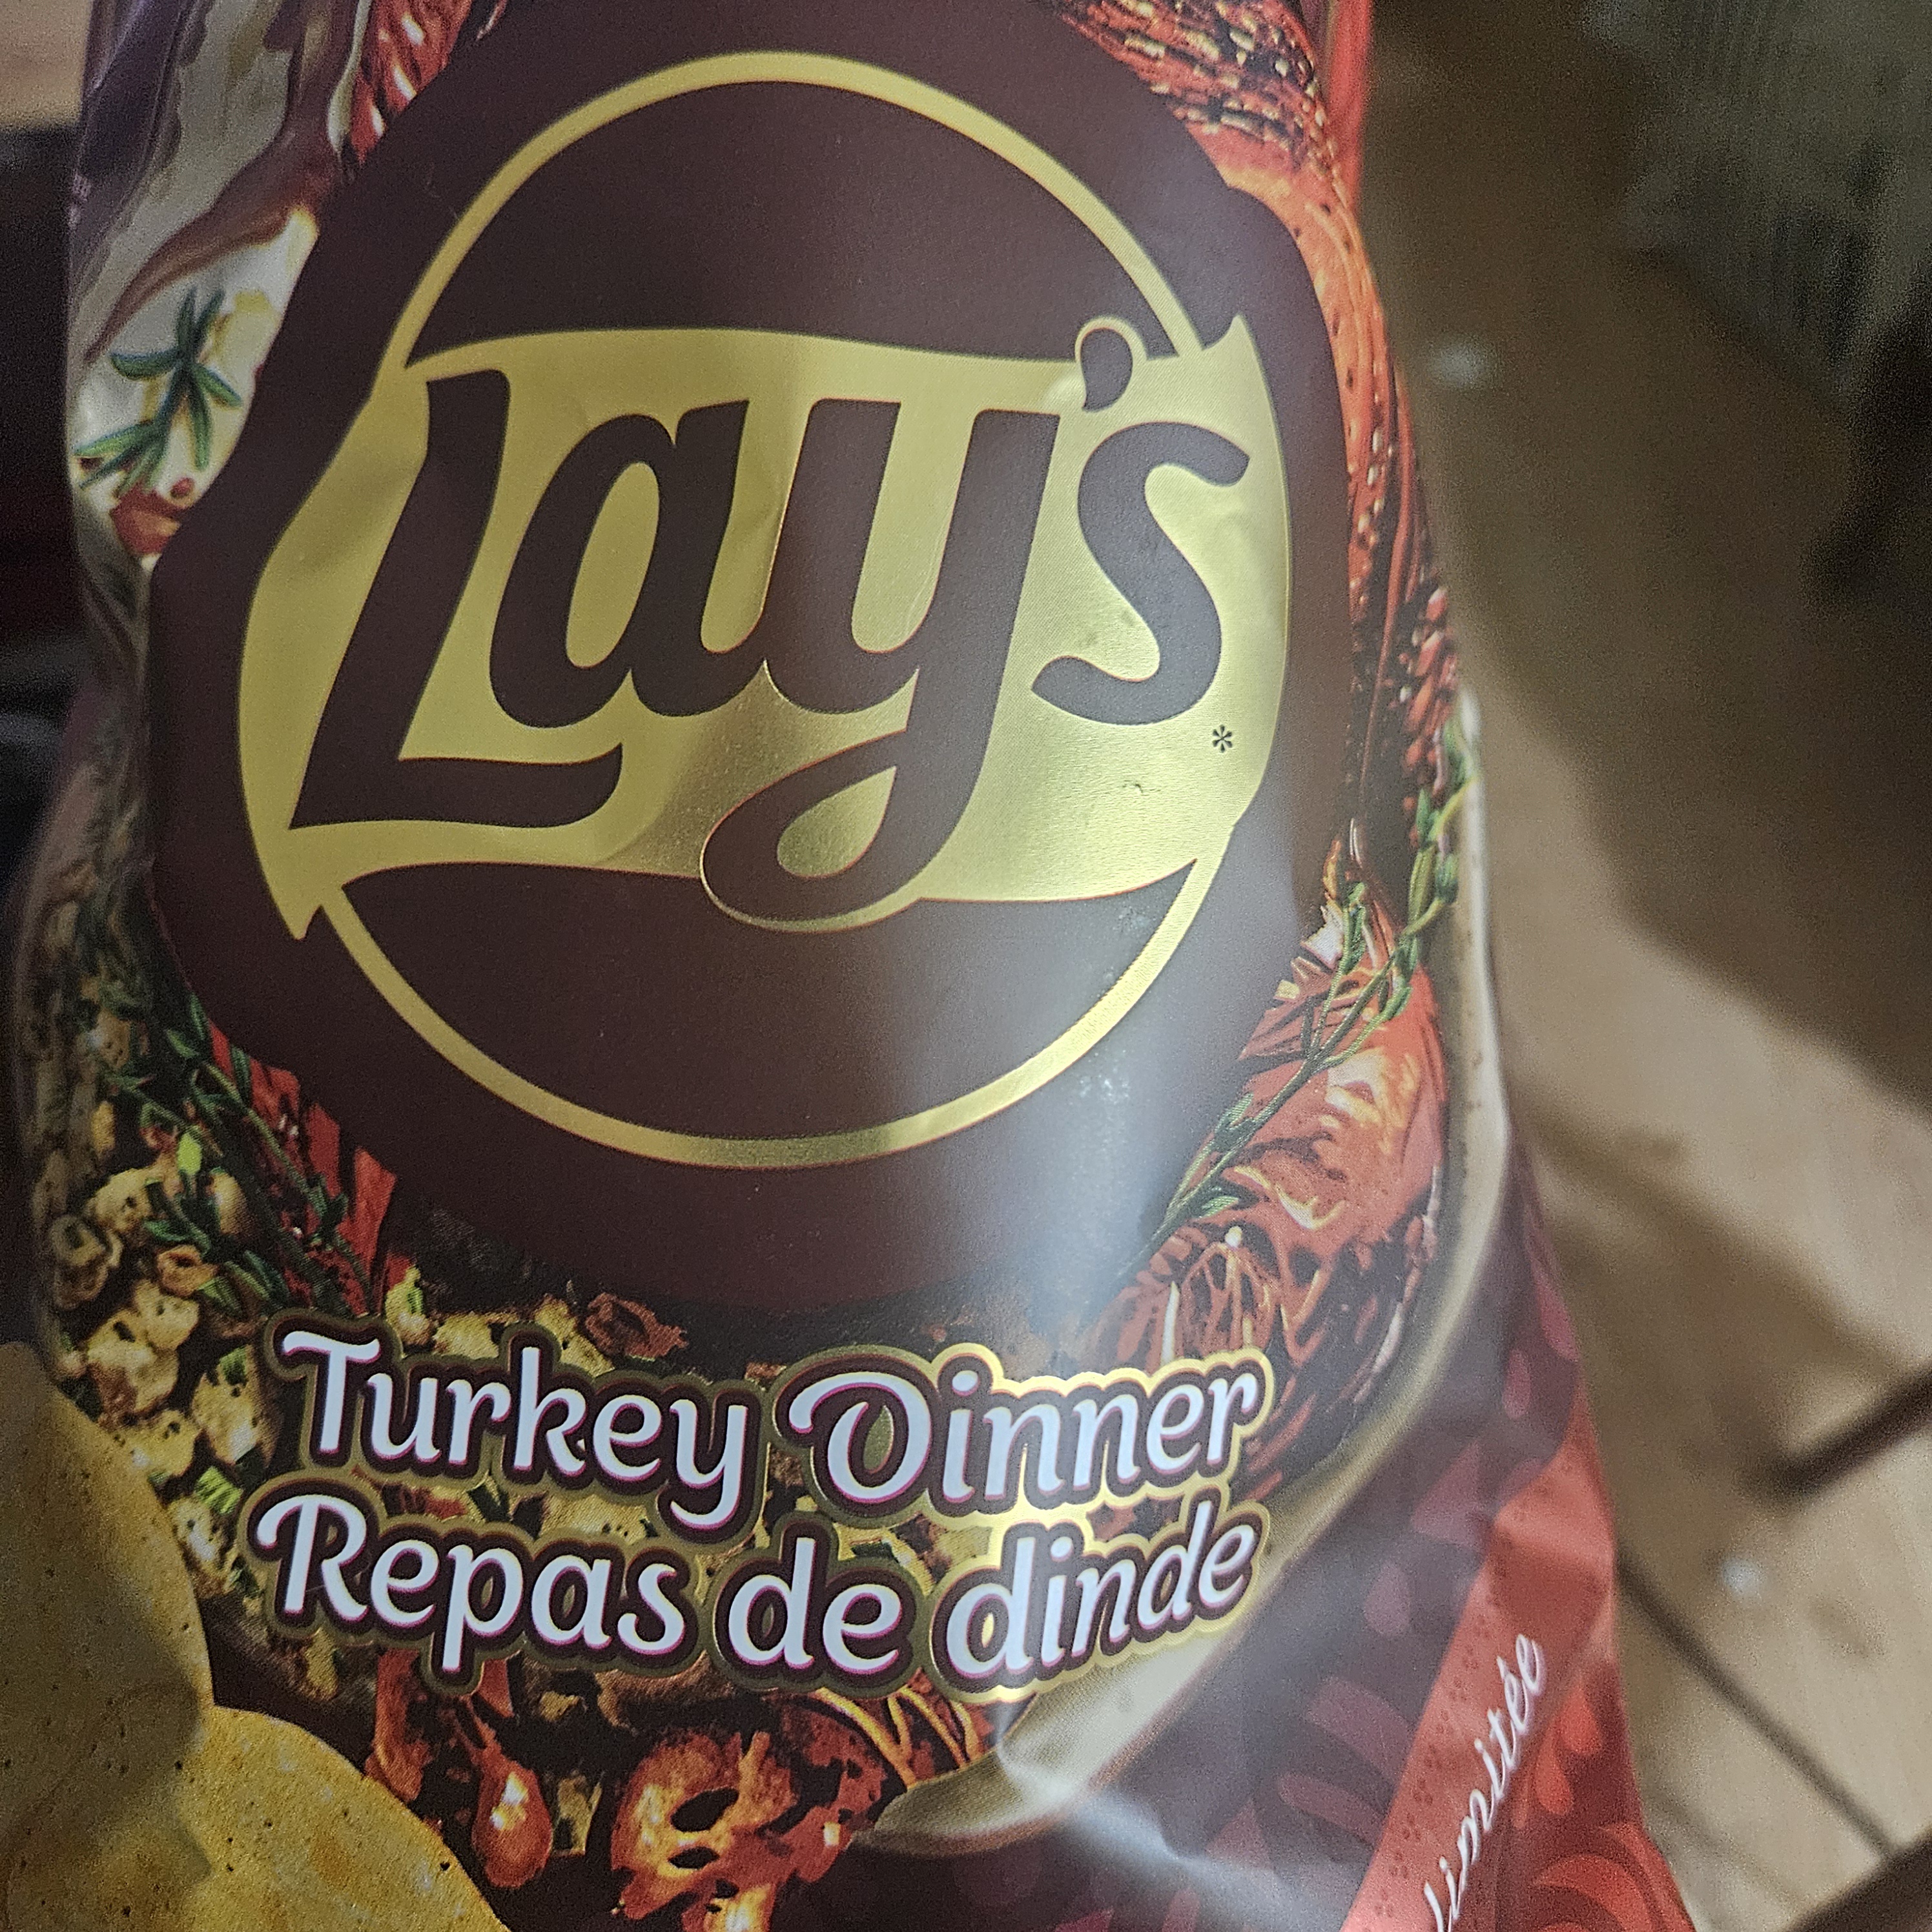 Lay's*
Turkey Dinner
Repas de dinde
limitée